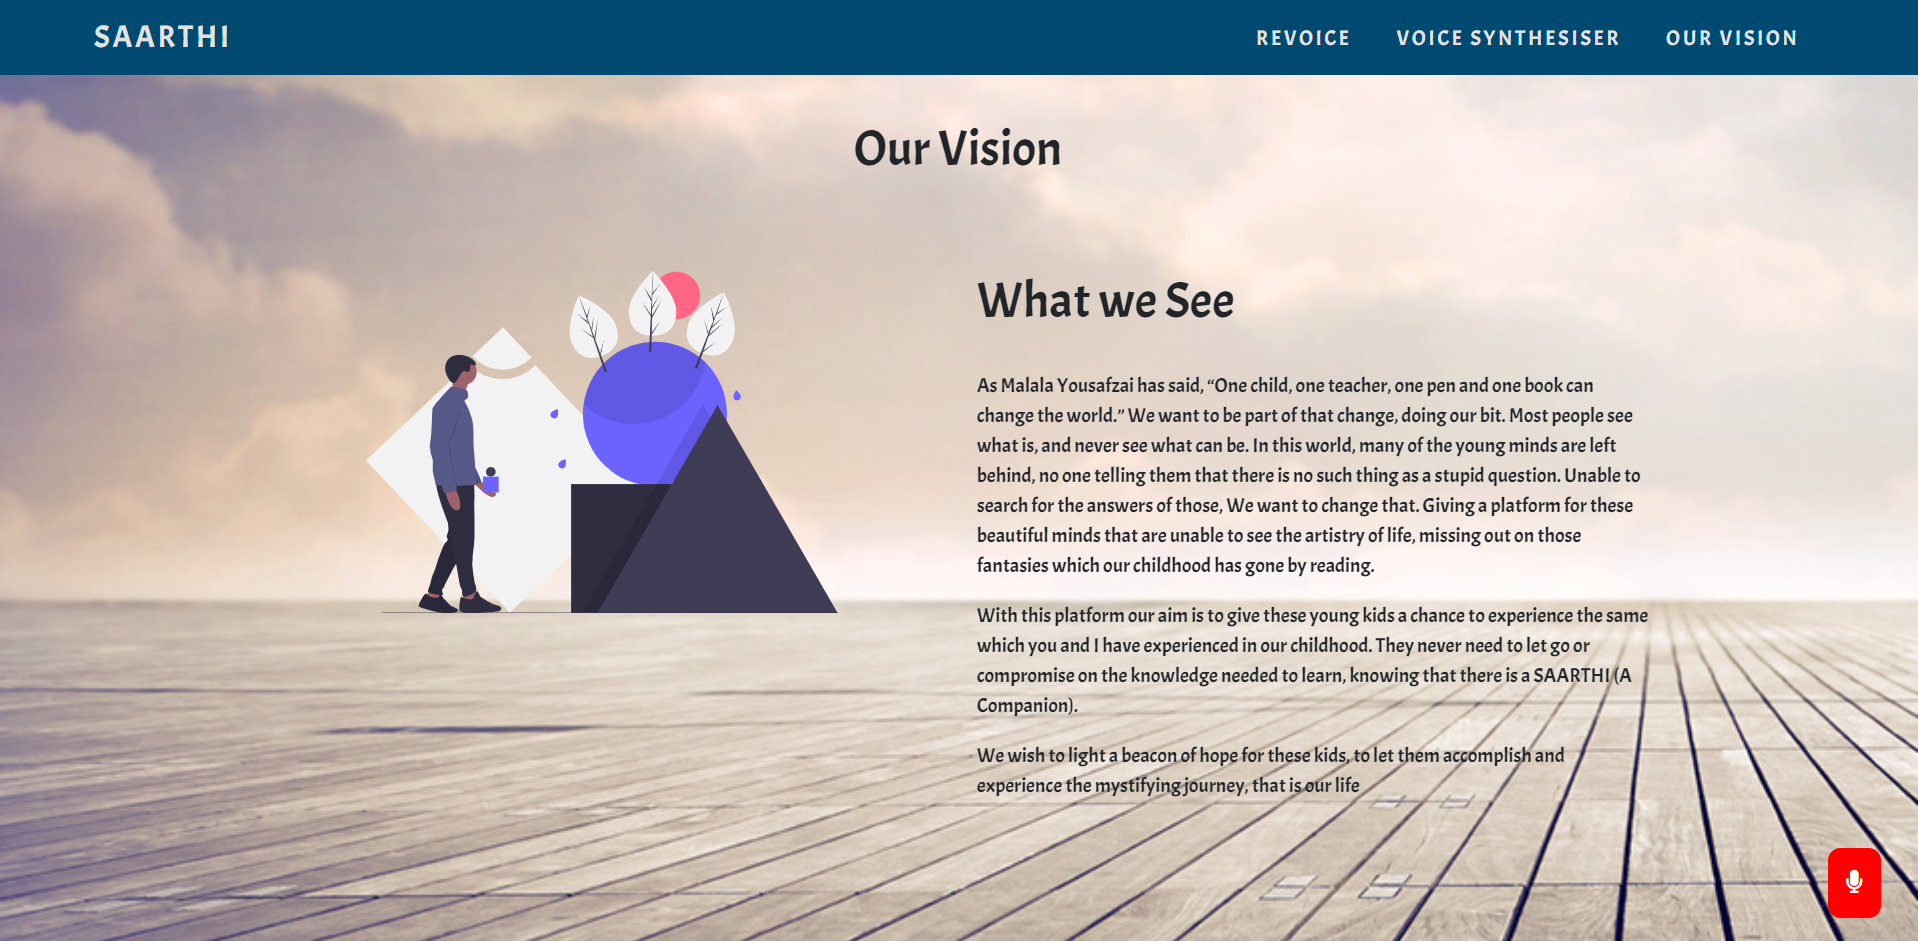 SAARTHI
REVOICE
VOICE SYNTHESISER
OUR VISION
Our Vision
What we See
As Malala Yousafzai has said, “One child, one teacher, one pen and one book can
change the world.” We want to be part of that change, doing our bit. Most people see
what is, and never see what can be. In this world, many of the young minds are left
behind, no one telling them that there is no such thing as a stupid question. Unable to
search for the answers of those, We want to change that. Giving a platform for these
beautiful minds that are unable to see the artistry of life, missing out on those
fantasies which our childhood has gone by reading.
With this platform our aim is to give these young kids a chance to experience the same
which you and I have experienced in our childhood. They never need to let go or
compromise on the knowledge needed to learn, knowing that there is a SAARTHI (A
Companion).
We wish to light a beacon of hope for these kids, to let them accomplish and
experience the mystifying journey, that is our life